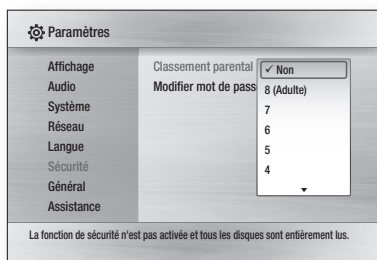 Paramètres
Affichage
Audio
Système
Réseau
Langue
Sécurité
Général
Assistance
Classement parental
Modifier mot de pass
✓ Non
8 (Adulte)
7
6
5
4
La fonction de sécurité n'est pas activée et tous les disques sont entièrement lus.